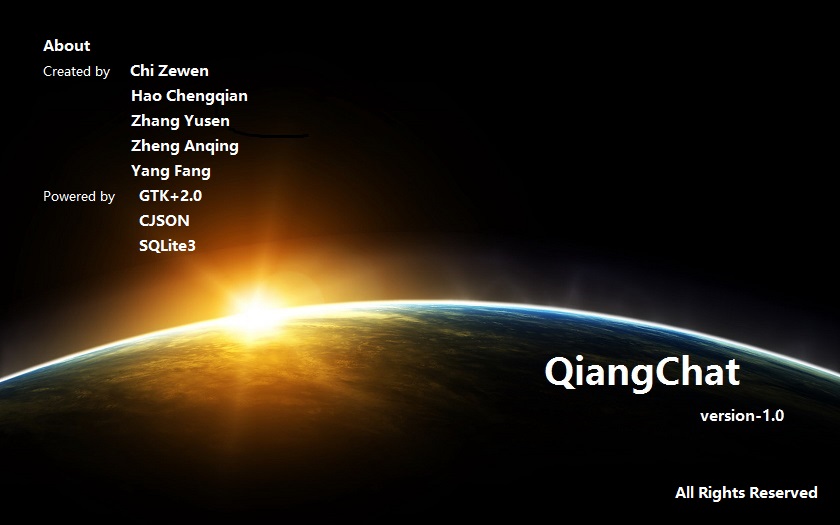 About
Created by Chi Zewen
Hao Chengqian
Zhang Yusen
Zheng Anqing
Yang Fang
Powered by GTK+2.0
CJSON
SQLite3
QiangChat
version-1.0
All Rights Reserved